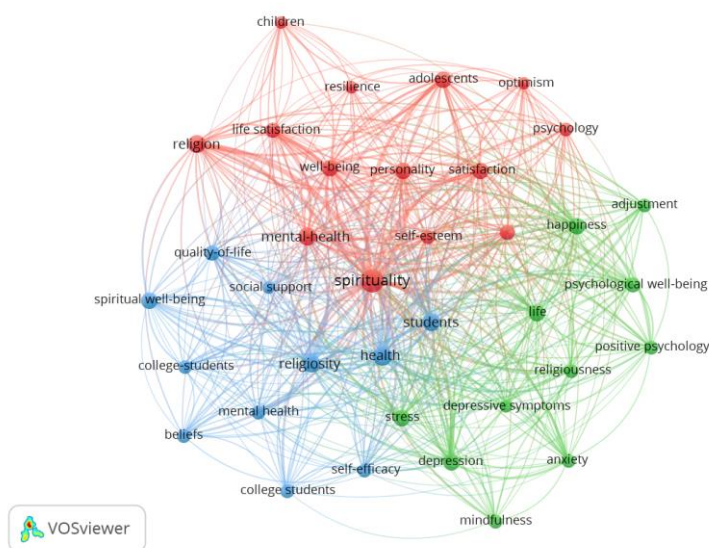 children
resilience
adolescents
optimism
religion
life satisfaction
psychology
well-being
personality
satisfaction
adjustment
mental-health
self-esteem
happiness
quality-of-life
spirituality
psychological well-being
social support
spiritual well-being
students
life
positive psychology
health
religiosity
college-students
religiousness
mental health
stress
depressive symptoms
beliefs
self-efficacy
depression
anxiety
college students
mindfulness
VOSviewer